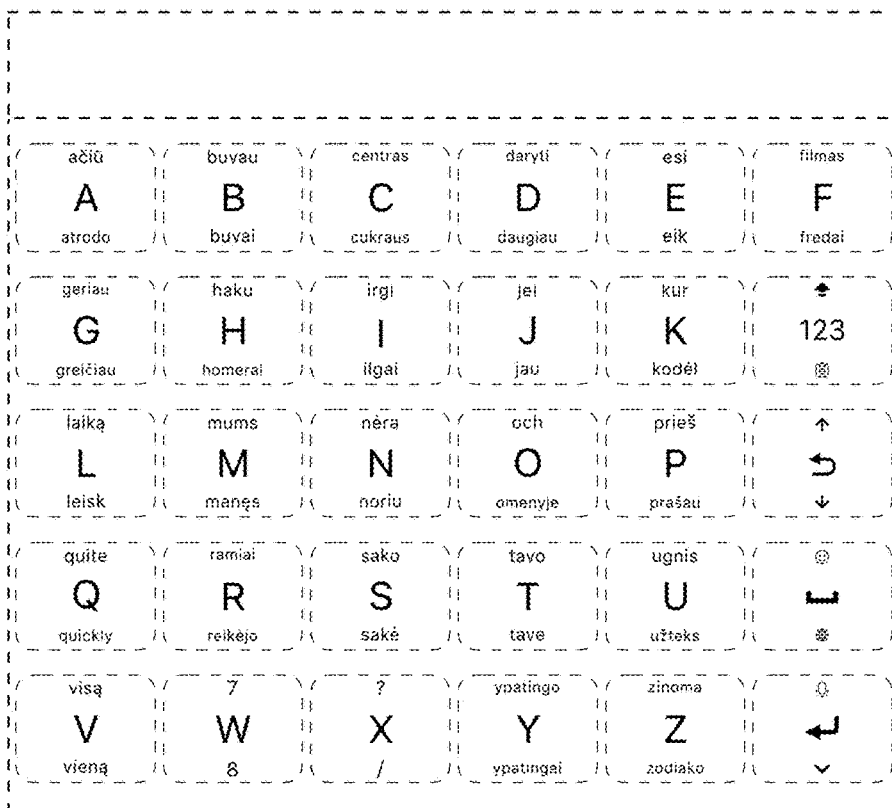 ačiū buvau centras daryti esi filmas
A B C D E F
atrodo buvai cukraus daugiau eik fredai
geriau haku irgi jei kur
G H I J K 123
greičiau homerai ilgai jau kodėl
laiką mums nėra och prieš
L M N O P
leisk manęs noriu omenyje prašau
quite ramiai sako tavo ugnis
Q R S T U
quickly reikėjo sakė tave užteks
visą 7 ? ypatingo zinoma
V W X Y Z
vieną 8 / ypatingai zodiako